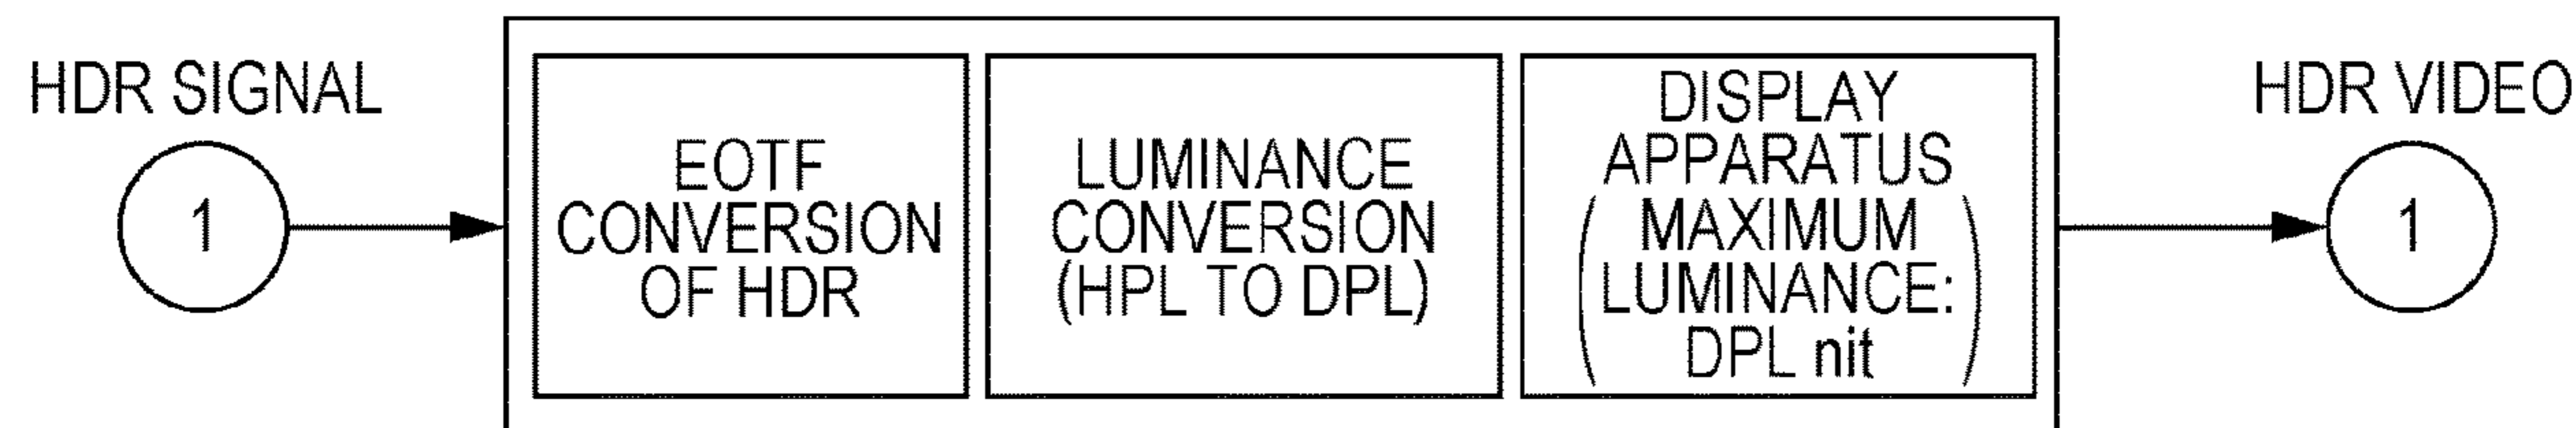 HDR SIGNAL
1
EOTF
CONVERSION
OF HDR
LUMINANCE
CONVERSION
(HPL TO DPL)
DISPLAY
APPARATUS
( MAXIMUM
LUMINANCE:
DPL nit )
HDR VIDEO
1